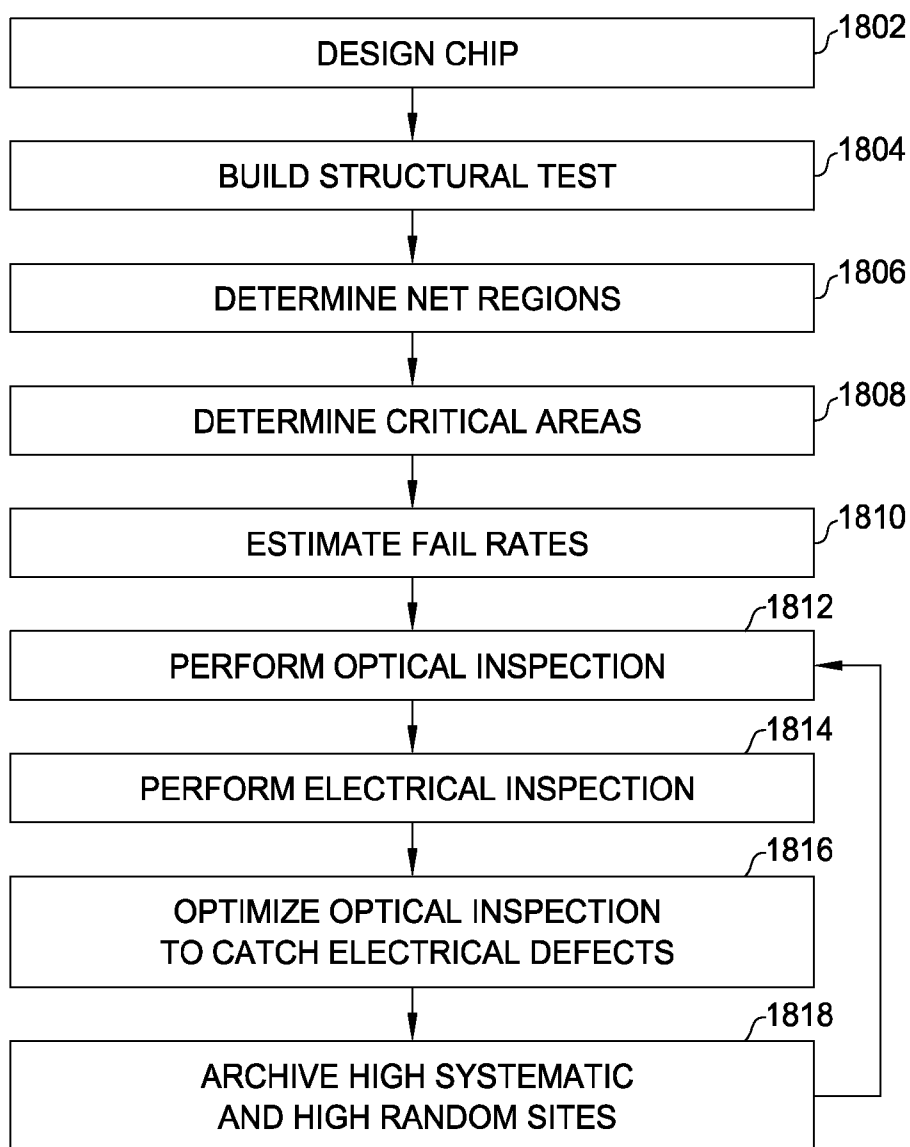 1802
DESIGN CHIP
1804
BUILD STRUCTURAL TEST
1806
DETERMINE NET REGIONS
1808
DETERMINE CRITICAL AREAS
1810
ESTIMATE FAIL RATES
1812
PERFORM OPTICAL INSPECTION
1814
PERFORM ELECTRICAL INSPECTION
1816
OPTIMIZE OPTICAL INSPECTION
TO CATCH ELECTRICAL DEFECTS
1818
ARCHIVE HIGH SYSTEMATIC
AND HIGH RANDOM SITES